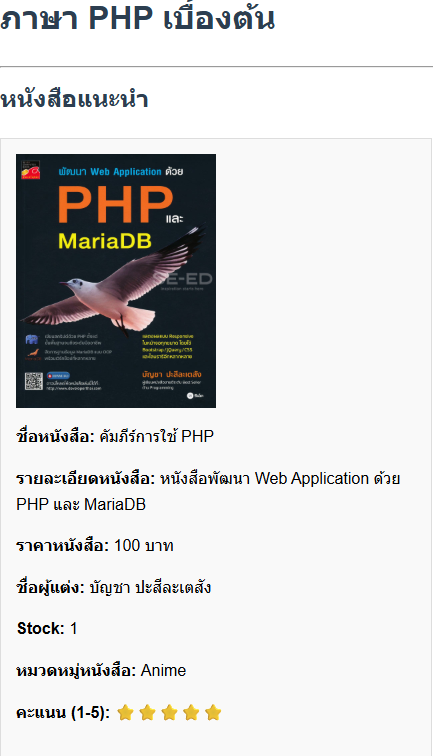 ภาษา PHP เบื้องต้น
หนังสือแนะนำ
พัฒนา Web Application ด้วย
PHP และ
MariaDB
SE-ED
บัญชา ปะสีละเตสัง
ชื่อหนังสือ: คัมภีร์การใช้ PHP
รายละเอียดหนังสือ: หนังสือพัฒนา Web Application ด้วย
PHP และ MariaDB
ราคาหนังสือ: 100 บาท
ชื่อผู้แต่ง: บัญชา ปะสีละเตสัง
Stock: 1
หมวดหมู่หนังสือ: Anime
คะแนน (1-5):